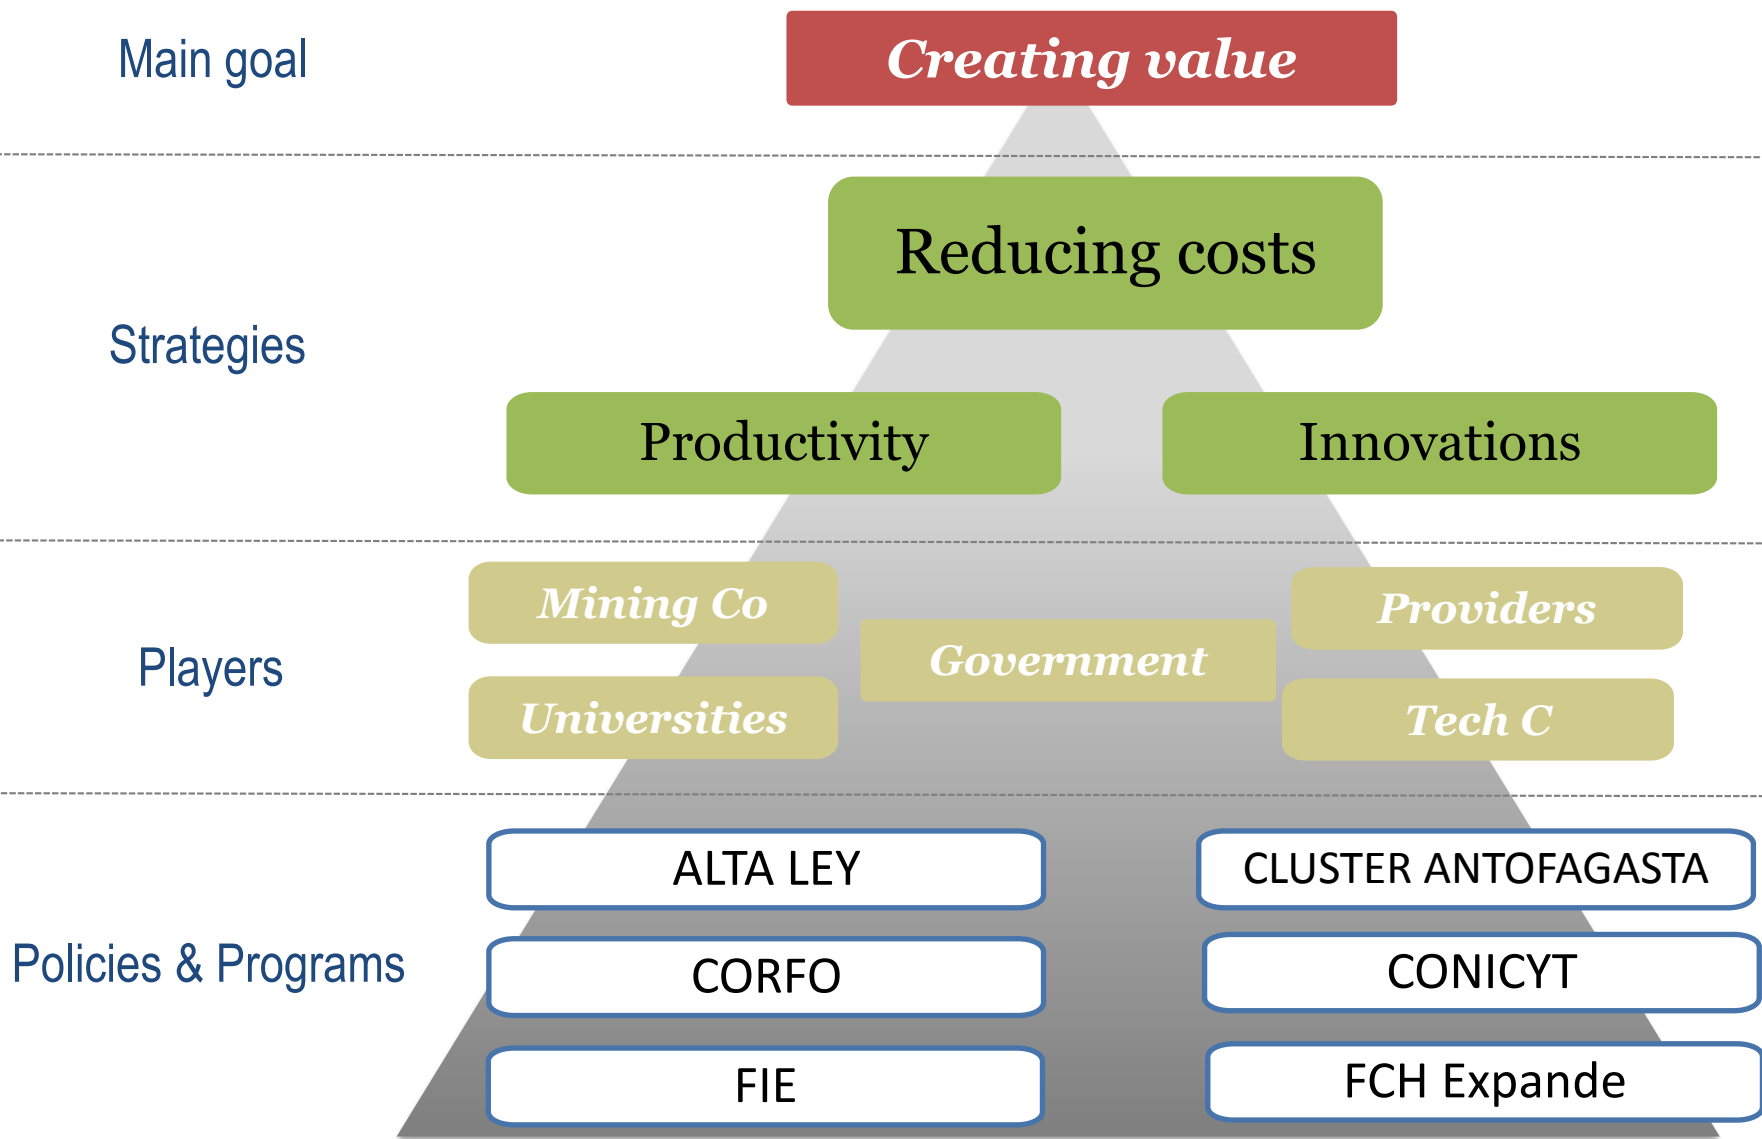 Main goal
Creating value
Strategies
Reducing costs
Productivity
Innovations
Players
Mining Co
Providers
Government
Universities
Tech C
Policies & Programs
ALTA LEY
CLUSTER ANTOFAGASTA
CORFO
CONICYT
FIE
FCH Expande